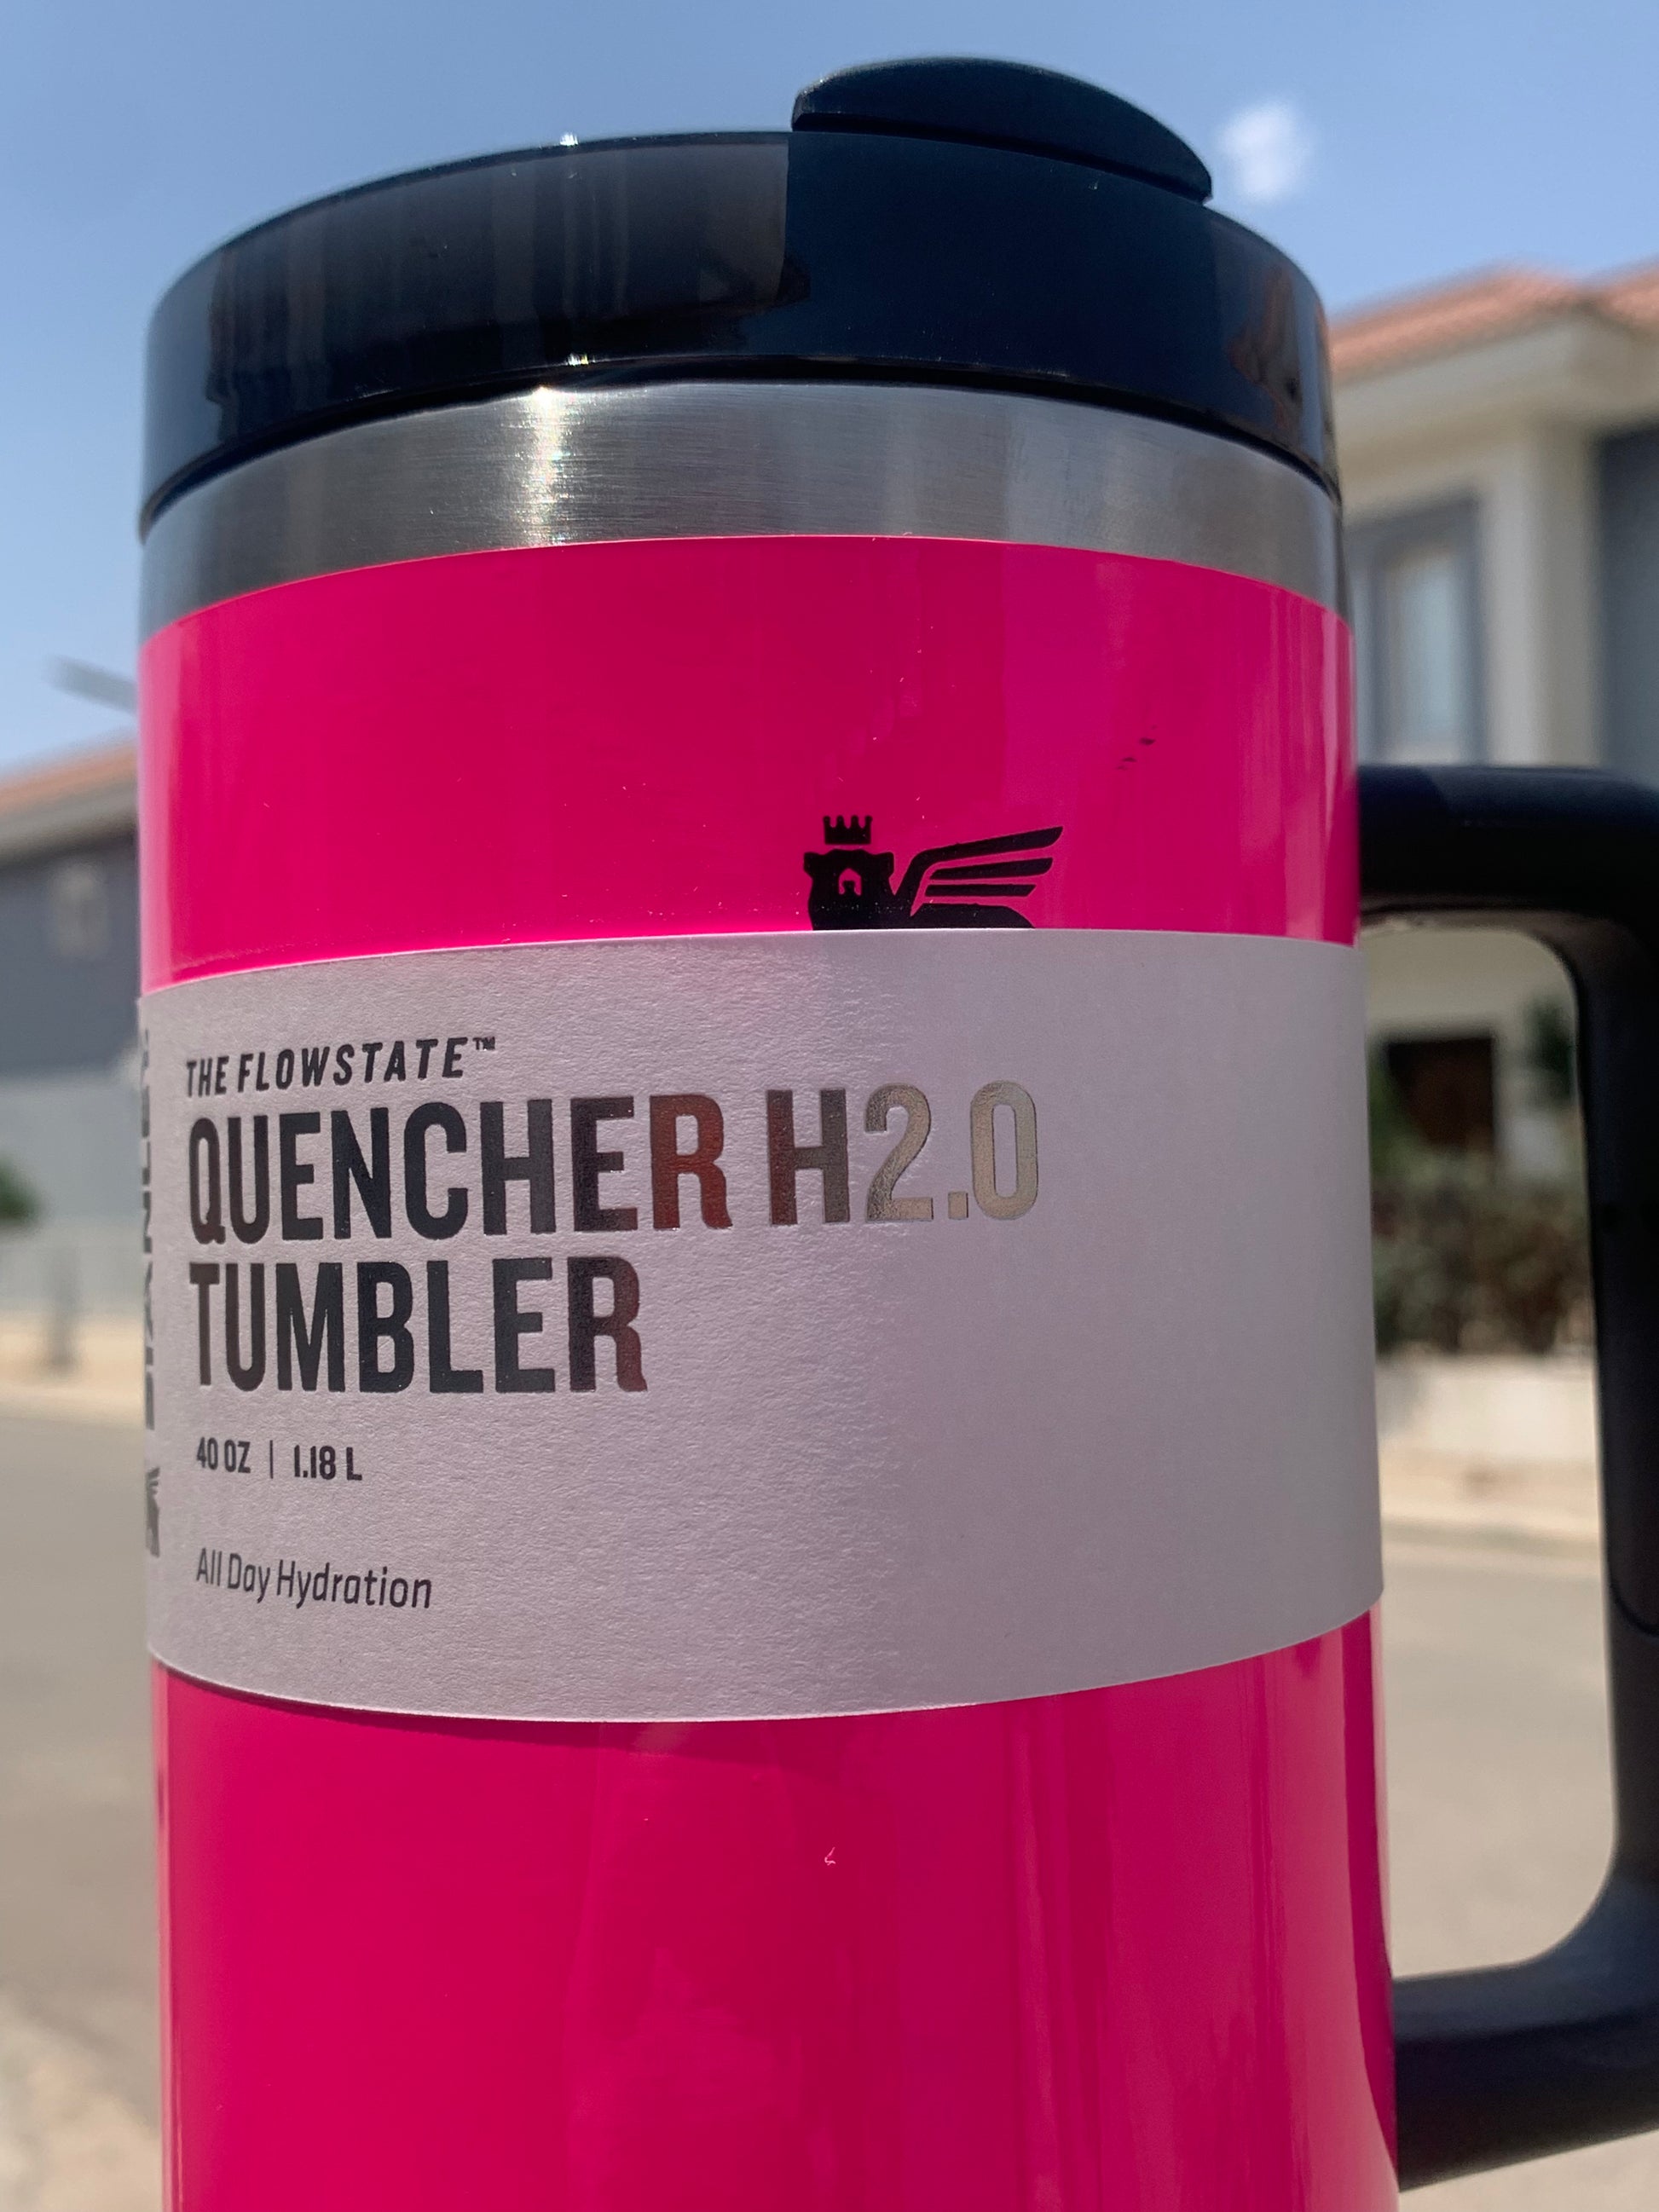 THE FLOWSTATE™
QUENCHER H2.0
TUMBLER
40 OZ | 1.18 L
All Day Hydration